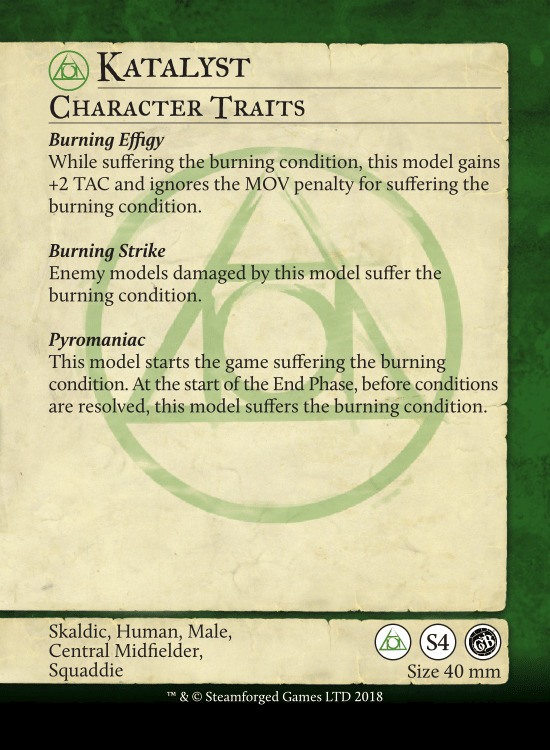 Katalyst
Character Traits
Burning Effigy
While suffering the burning condition, this model gains
+2 TAC and ignores the MOV penalty for suffering the
burning condition.
Burning Strike
Enemy models damaged by this model suffer the
burning condition.
Pyromaniac
This model starts the game suffering the burning
condition. At the start of the End Phase, before conditions
are resolved, this model suffers the burning condition.
Skaldic, Human, Male,
Central Midfielder,
Squaddie
S4
GB
Size 40 mm
™ & © Steamforged Games LTD 2018